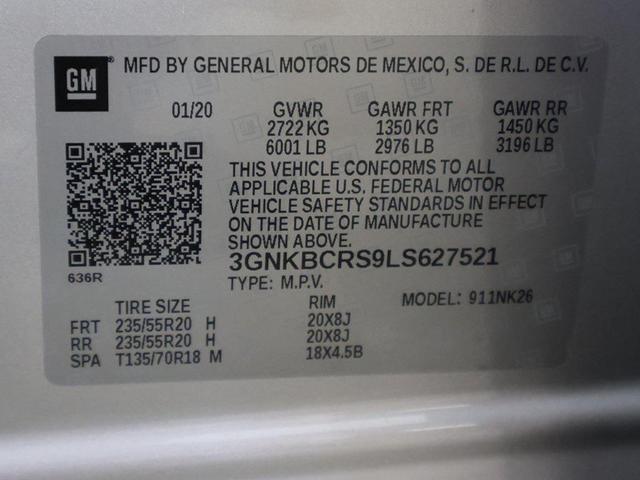 GM MFD BY GENERAL MOTORS DE MEXICO, S. DE R.L. DE C.V.
01/20 GVWR GAWR FRT GAWR RR
2722 KG 1350 KG 1450 KG
6001 LB 2976 LB 3196 LB
THIS VEHICLE CONFORMS TO ALL
APPLICABLE U.S. FEDERAL MOTOR
VEHICLE SAFETY STANDARDS IN EFFECT
ON THE DATE OF MANUFACTURE
SHOWN ABOVE.
3GNKBCRS9LS627521
636R
TYPE: M.P.V. MODEL: 911NK26
TIRE SIZE RIM
FRT 235/55R20 H 20X8J
RR 235/55R20 H 20X8J
SPA T135/70R18 M 18X4.5B